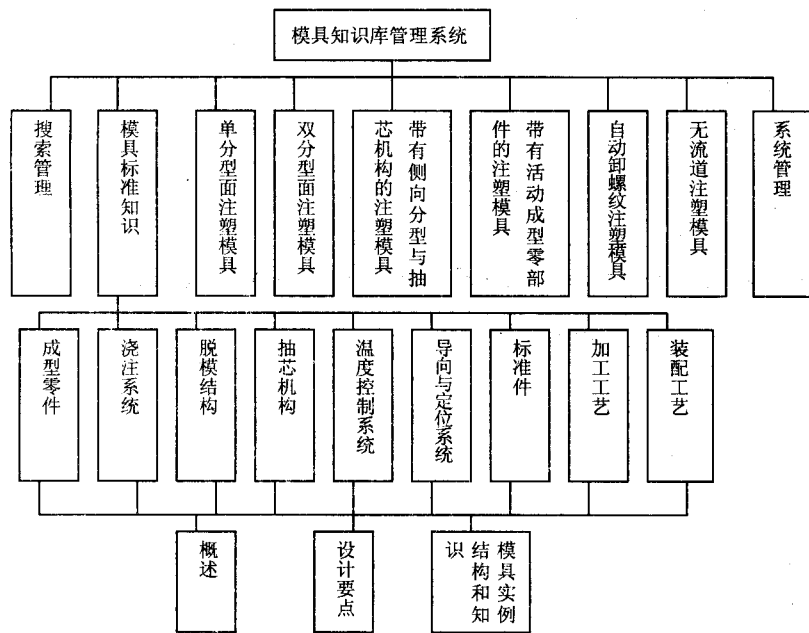 模具知识库管理系统
搜索管理
模具标准知识
单分型面注塑模具
双分型面注塑模具
带有侧向分型与抽
芯机构的注塑模具
带有活动成型零部
件的注塑模具
自动卸螺纹注塑模具
无流道注塑模具
系统管理
成型零件
浇注系统
脱模结构
抽芯机构
温度控制系统
导向与定位系统
标准件
加工工艺
装配工艺
概述
设计要点
模具实例
结构和知
识